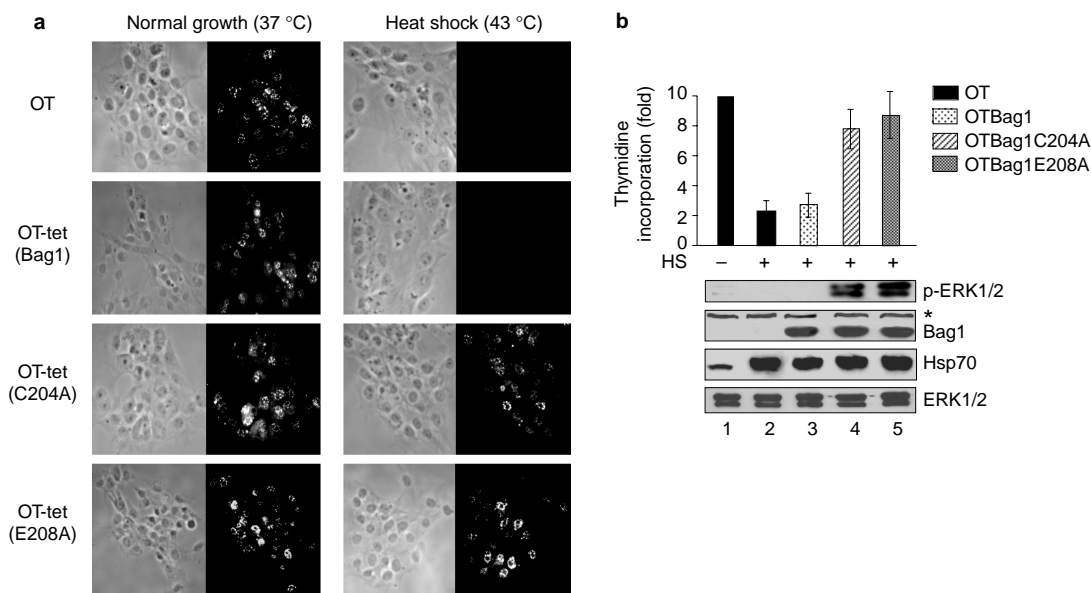 a
Normal growth (37 °C)
Heat shock (43 °C)
OT
OT-tet
(Bag1)
OT-tet
(C204A)
OT-tet
(E208A)
b
Thymidine
incorporation (fold)
10
8
6
4
2
0
OT
OTBag1
OTBag1C204A
OTBag1E208A
HS – + + + +
p-ERK1/2
*
Bag1
Hsp70
ERK1/2
1 2 3 4 5